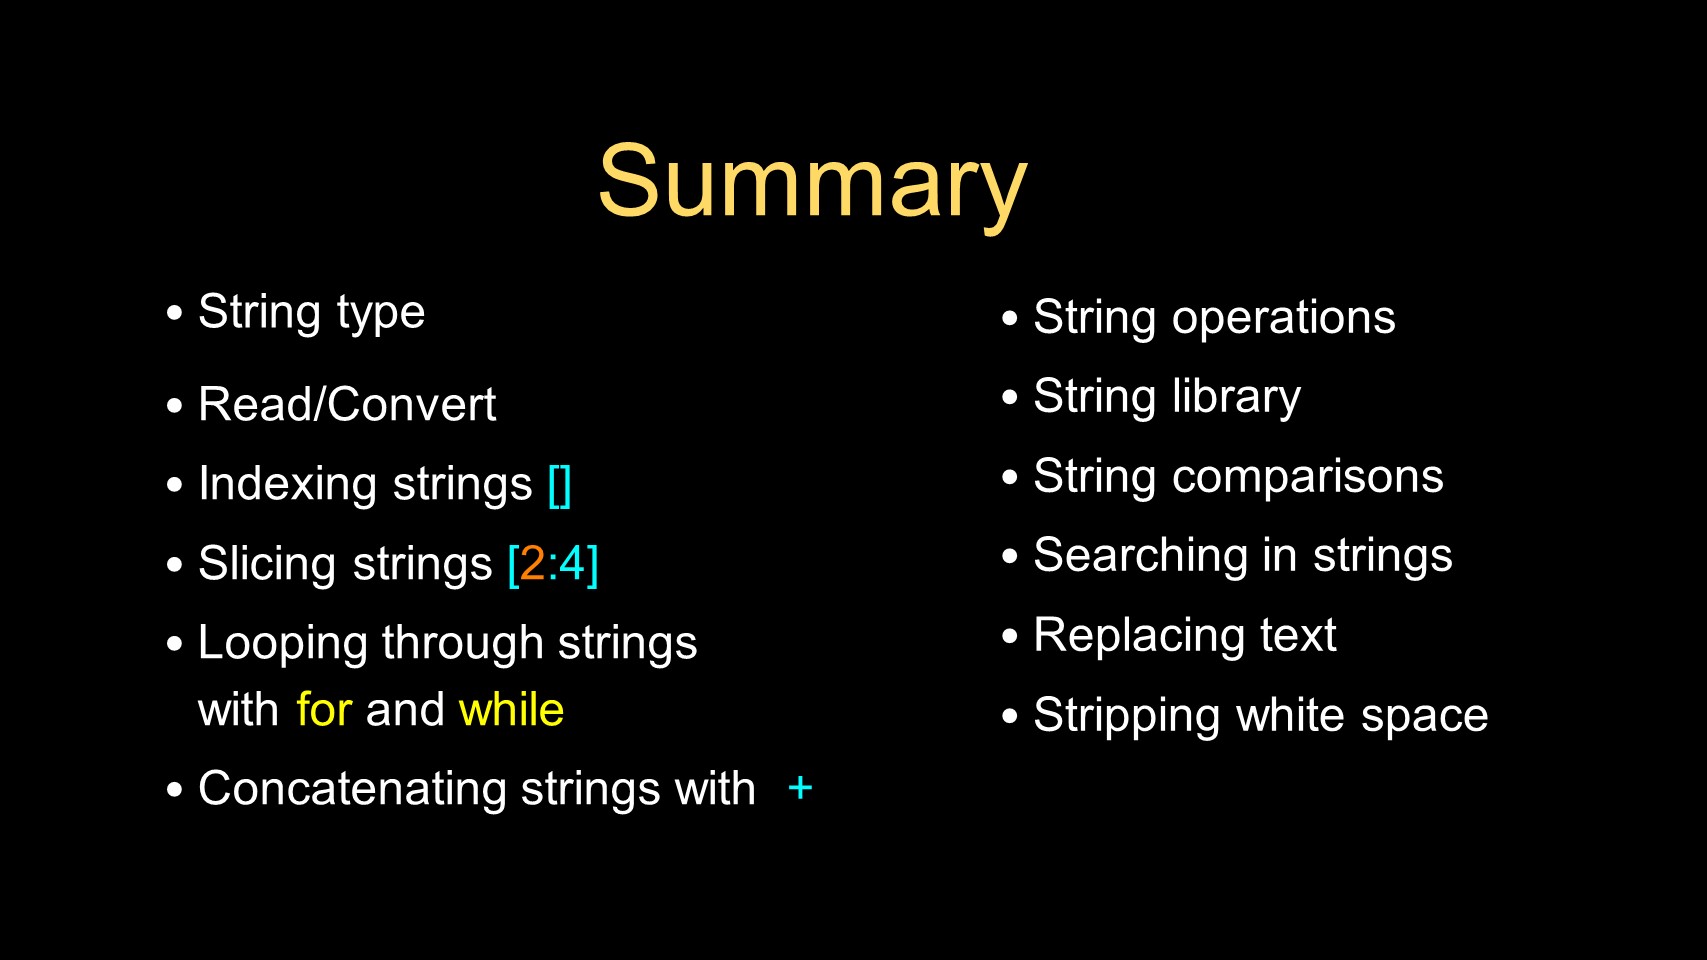 Summary
• String type
• Read/Convert
• Indexing strings []
• Slicing strings [2:4]
• Looping through strings
with for and while
• Concatenating strings with +
• String operations
• String library
• String comparisons
• Searching in strings
• Replacing text
• Stripping white space